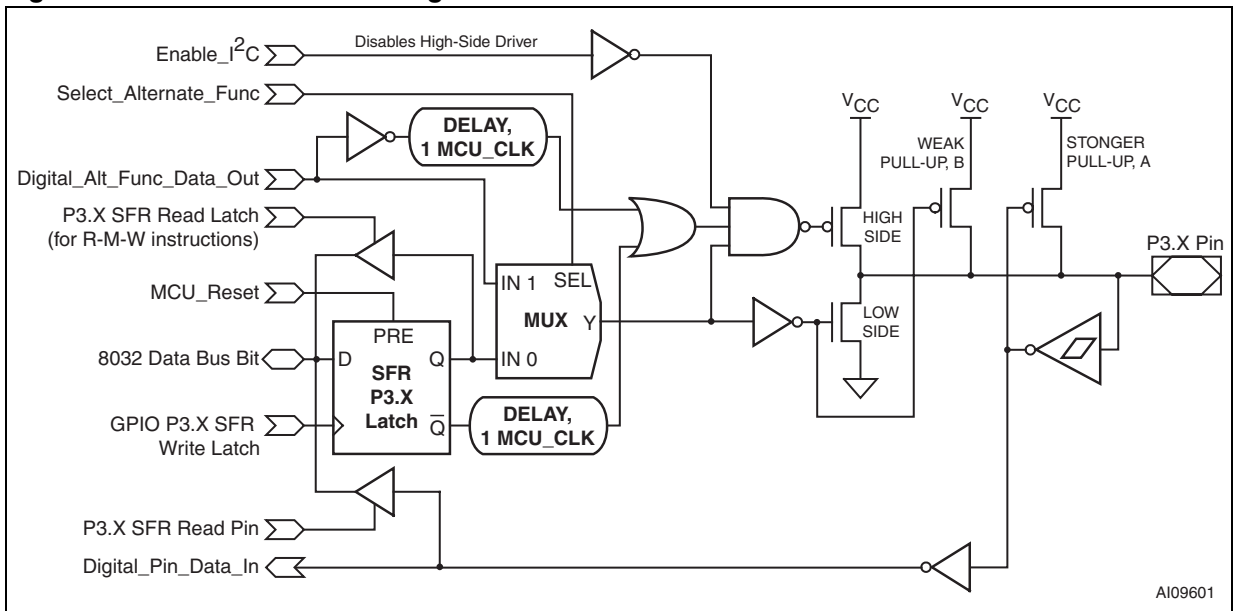 Enable_I2C
Disables High-Side Driver
Select_Alternate_Func
DELAY,
1 MCU_CLK
VCC
VCC
VCC
WEAK
PULL-UP, B
STONGER
PULL-UP, A
Digital_Alt_Func_Data_Out
P3.X SFR Read Latch
(for R-M-W instructions)
HIGH
SIDE
P3.X Pin
IN 1
SEL
MCU_Reset
MUX
Y
LOW
SIDE
PRE
8032 Data Bus Bit
D
Q
IN 0
SFR
P3.X
Latch
Q
DELAY,
1 MCU_CLK
GPIO P3.X SFR
Write Latch
P3.X SFR Read Pin
Digital_Pin_Data_In
AI09601